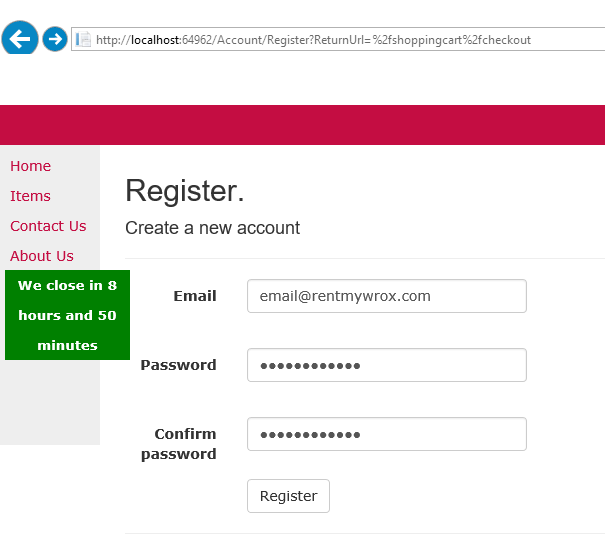 http://localhost:64962/Account/Register?ReturnUrl=%2fshoppingcart%2fcheckout
Home
Items
Contact Us
About Us
We close in 8
hours and 50
minutes
Register.
Create a new account
Email
email@rentmywrox.com
Password
●●●●●●●●●●●●
Confirm
password
●●●●●●●●●●●●
Register